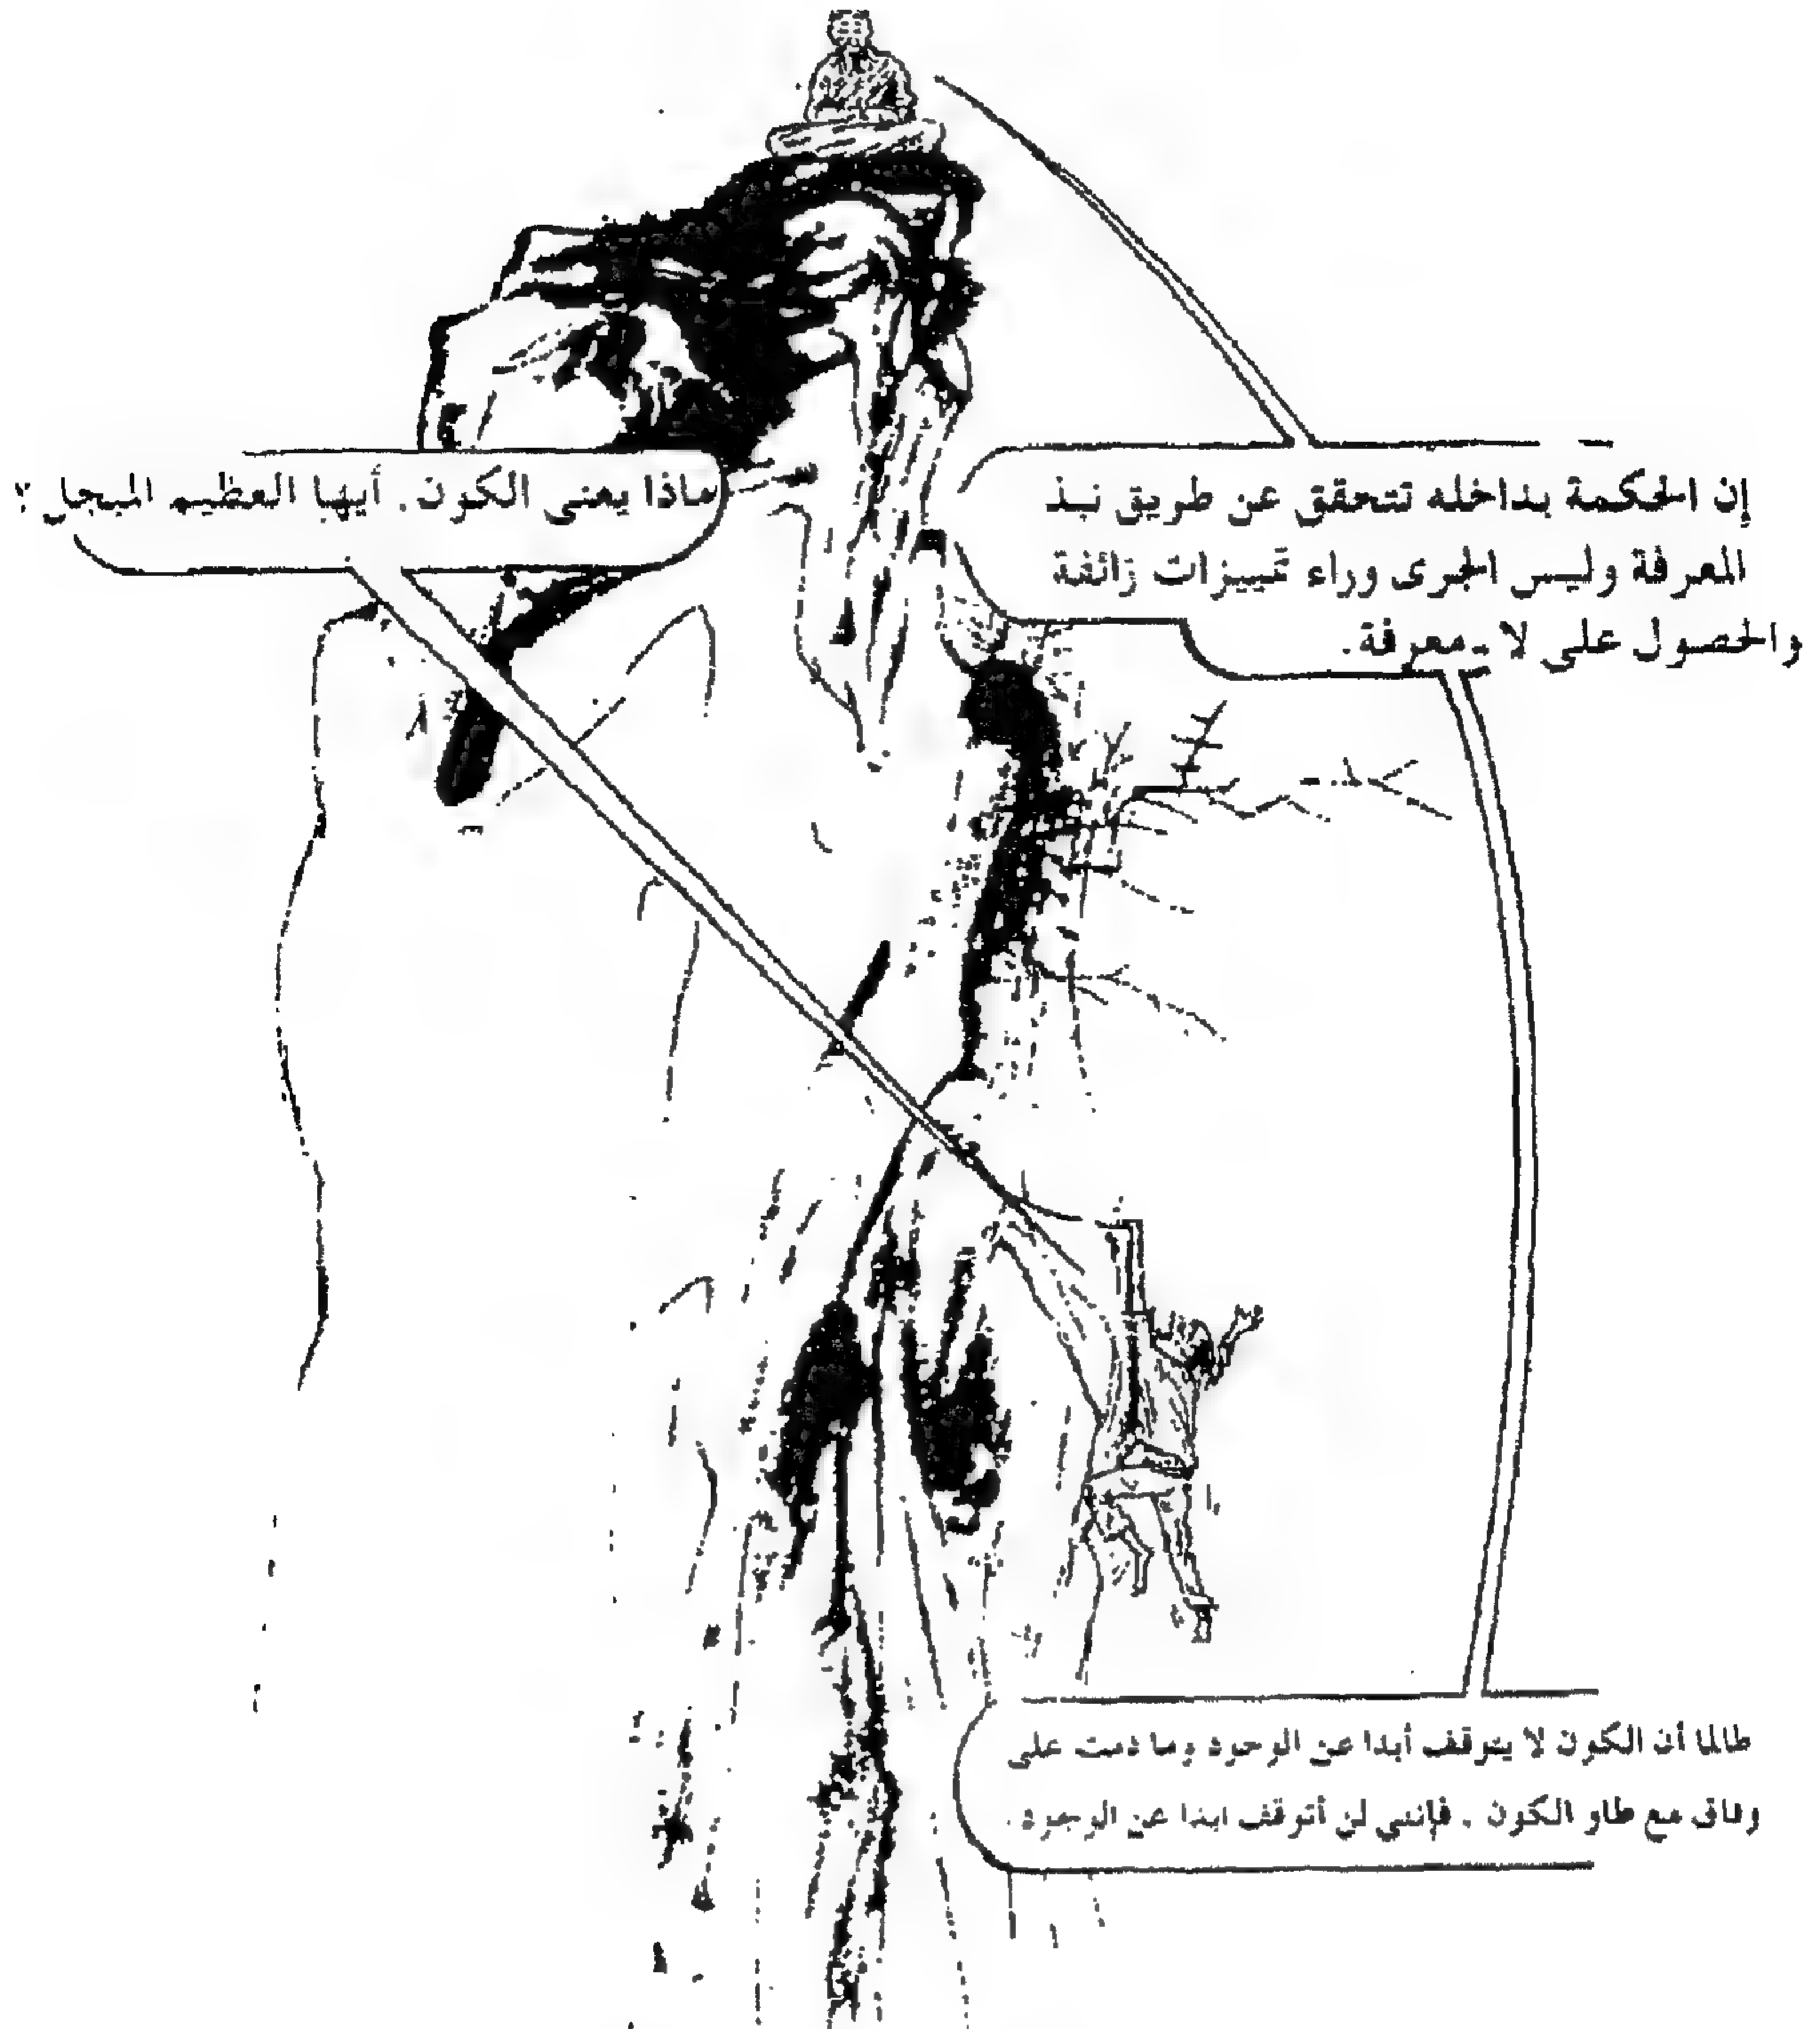 ماذا يعنى الكون. أيها العظيم المبجل ؟
إن الحكمة بداخله تتحقق عن طريق نبذ
المعرفة وليس الجرى وراء تمييزات زائفة
والحصول على لا - معرفة.
طالما أن الكون لا يتوقف أبدا عن الوجود وما دمت على
وفاق مع طاو الكون . فإننى لن أتوقف ابدا عن الوجود.